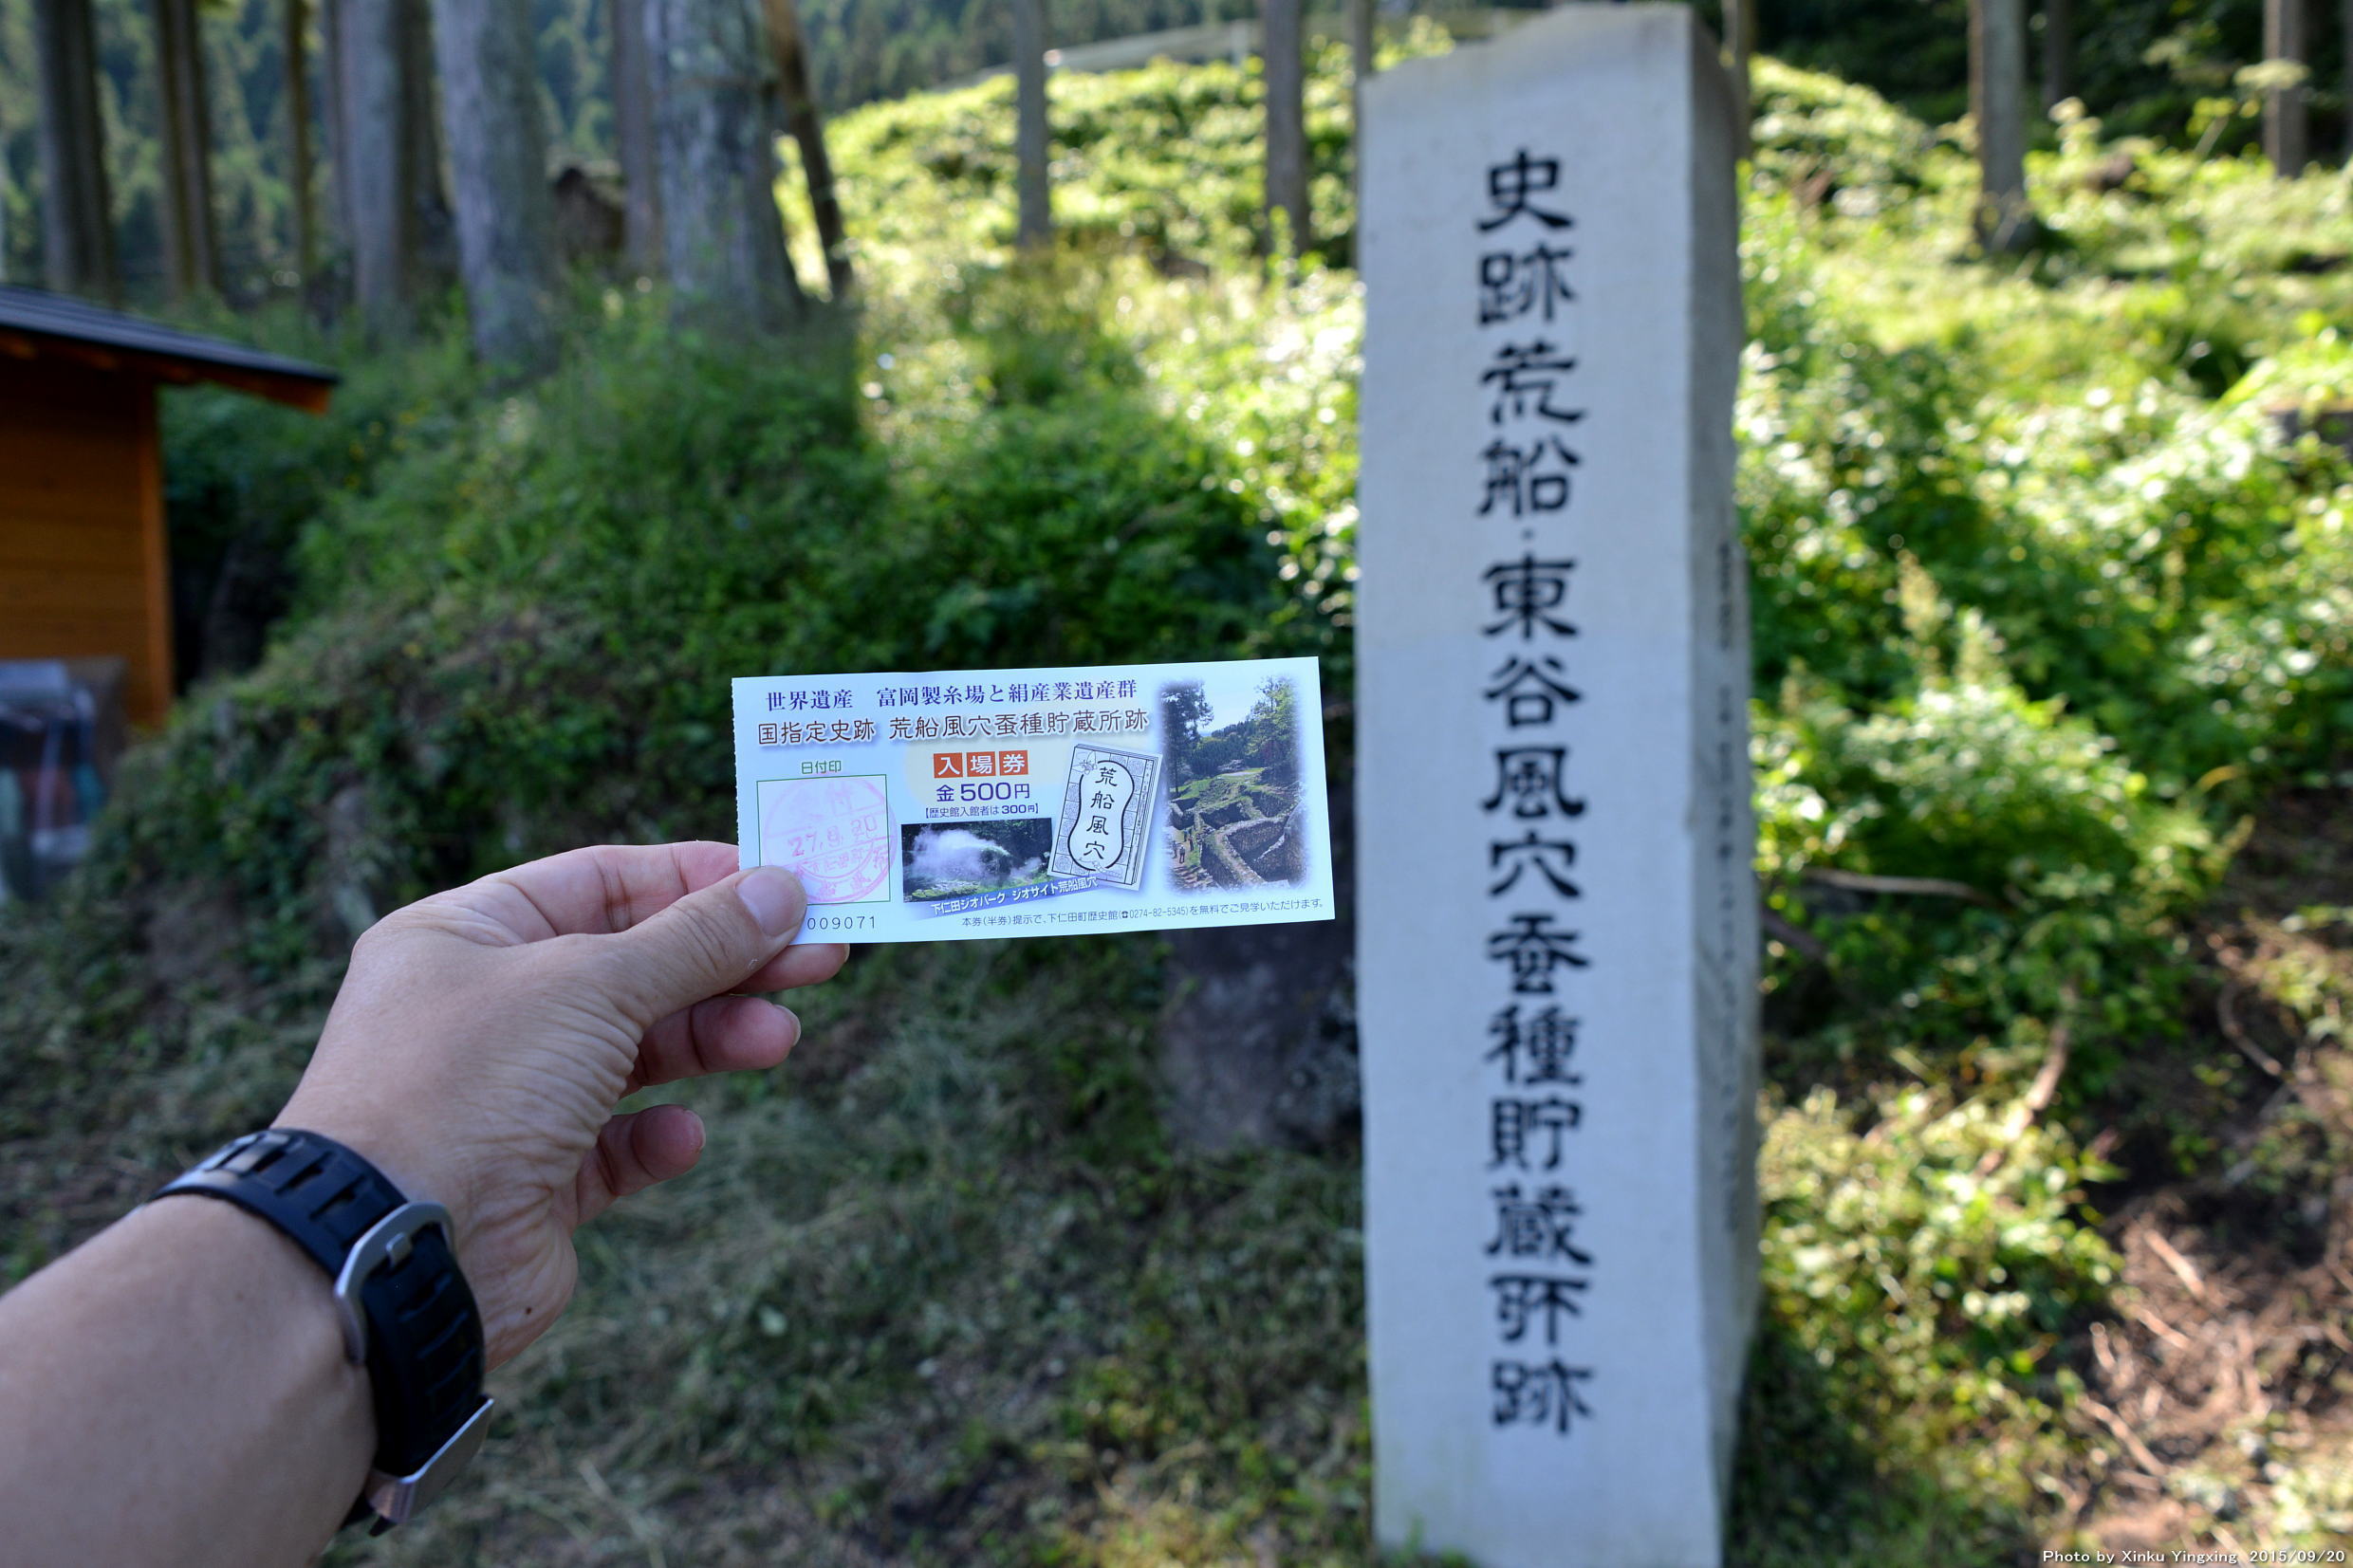 世界遺産 富岡製糸場と絹産業遺産群
国指定史跡 荒船風穴蚕種貯蔵所跡
日付印
入場券
金500円
【歴史館入館者は300円】
荒船風穴
下仁田ジオパーク ジオサイト荒船風穴
009071
本券(半券)提示で、下仁田町歴史館(☎0274-82-5345)を無料でご見学いただけます。
史跡荒船・東谷風穴蚕種貯蔵所跡
Photo by Xinku Yingxing 2015/09/20